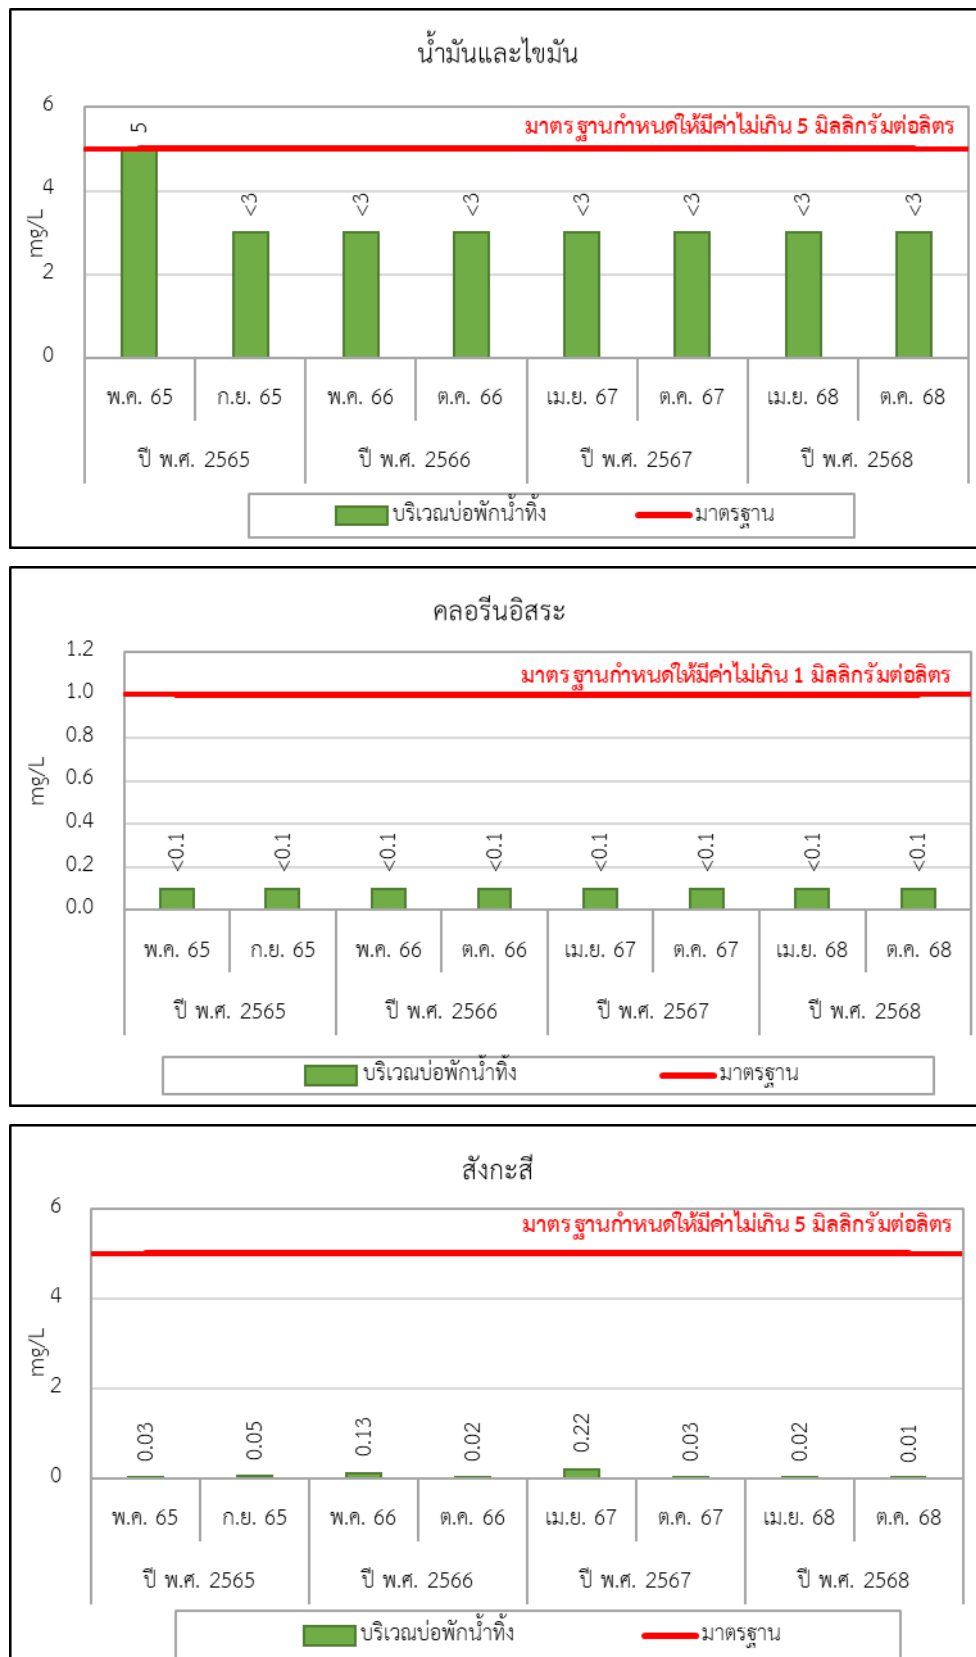 น้ำมันและไขมัน
6
5
มาตรฐานกำหนดให้มีค่าไม่เกิน 5 มิลลิกรัมต่อลิตร
4
<3 <3 <3 <3 <3 <3 <3
mg/L
2
0
พ.ค. 65 ก.ย. 65 พ.ค. 66 ต.ค. 66 เม.ย. 67 ต.ค. 67 เม.ย. 68 ต.ค. 68
ปี พ.ศ. 2565 ปี พ.ศ. 2566 ปี พ.ศ. 2567 ปี พ.ศ. 2568
บริเวณบ่อพักน้ำทิ้ง มาตรฐาน
คลอรีนอิสระ
1.2
มาตรฐานกำหนดให้มีค่าไม่เกิน 1 มิลลิกรัมต่อลิตร
1.0
0.8
mg/L
0.6
0.4
<0.1 <0.1 <0.1 <0.1 <0.1 <0.1 <0.1 <0.1
0.2
0.0
พ.ค. 65 ก.ย. 65 พ.ค. 66 ต.ค. 66 เม.ย. 67 ต.ค. 67 เม.ย. 68 ต.ค. 68
ปี พ.ศ. 2565 ปี พ.ศ. 2566 ปี พ.ศ. 2567 ปี พ.ศ. 2568
บริเวณบ่อพักน้ำทิ้ง มาตรฐาน
สังกะสี
6
มาตรฐานกำหนดให้มีค่าไม่เกิน 5 มิลลิกรัมต่อลิตร
4
mg/L
2
0.03 0.05 0.13 0.02 0.22 0.03 0.02 0.01
0
พ.ค. 65 ก.ย. 65 พ.ค. 66 ต.ค. 66 เม.ย. 67 ต.ค. 67 เม.ย. 68 ต.ค. 68
ปี พ.ศ. 2565 ปี พ.ศ. 2566 ปี พ.ศ. 2567 ปี พ.ศ. 2568
บริเวณบ่อพักน้ำทิ้ง มาตรฐาน